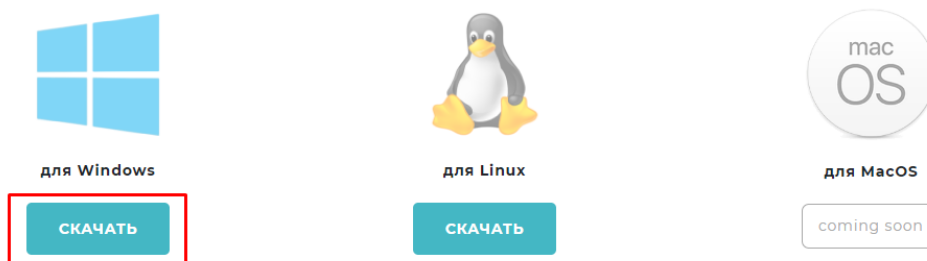 mac
OS
для Windows
для Linux
для MacOS
СКАЧАТЬ
СКАЧАТЬ
coming soon